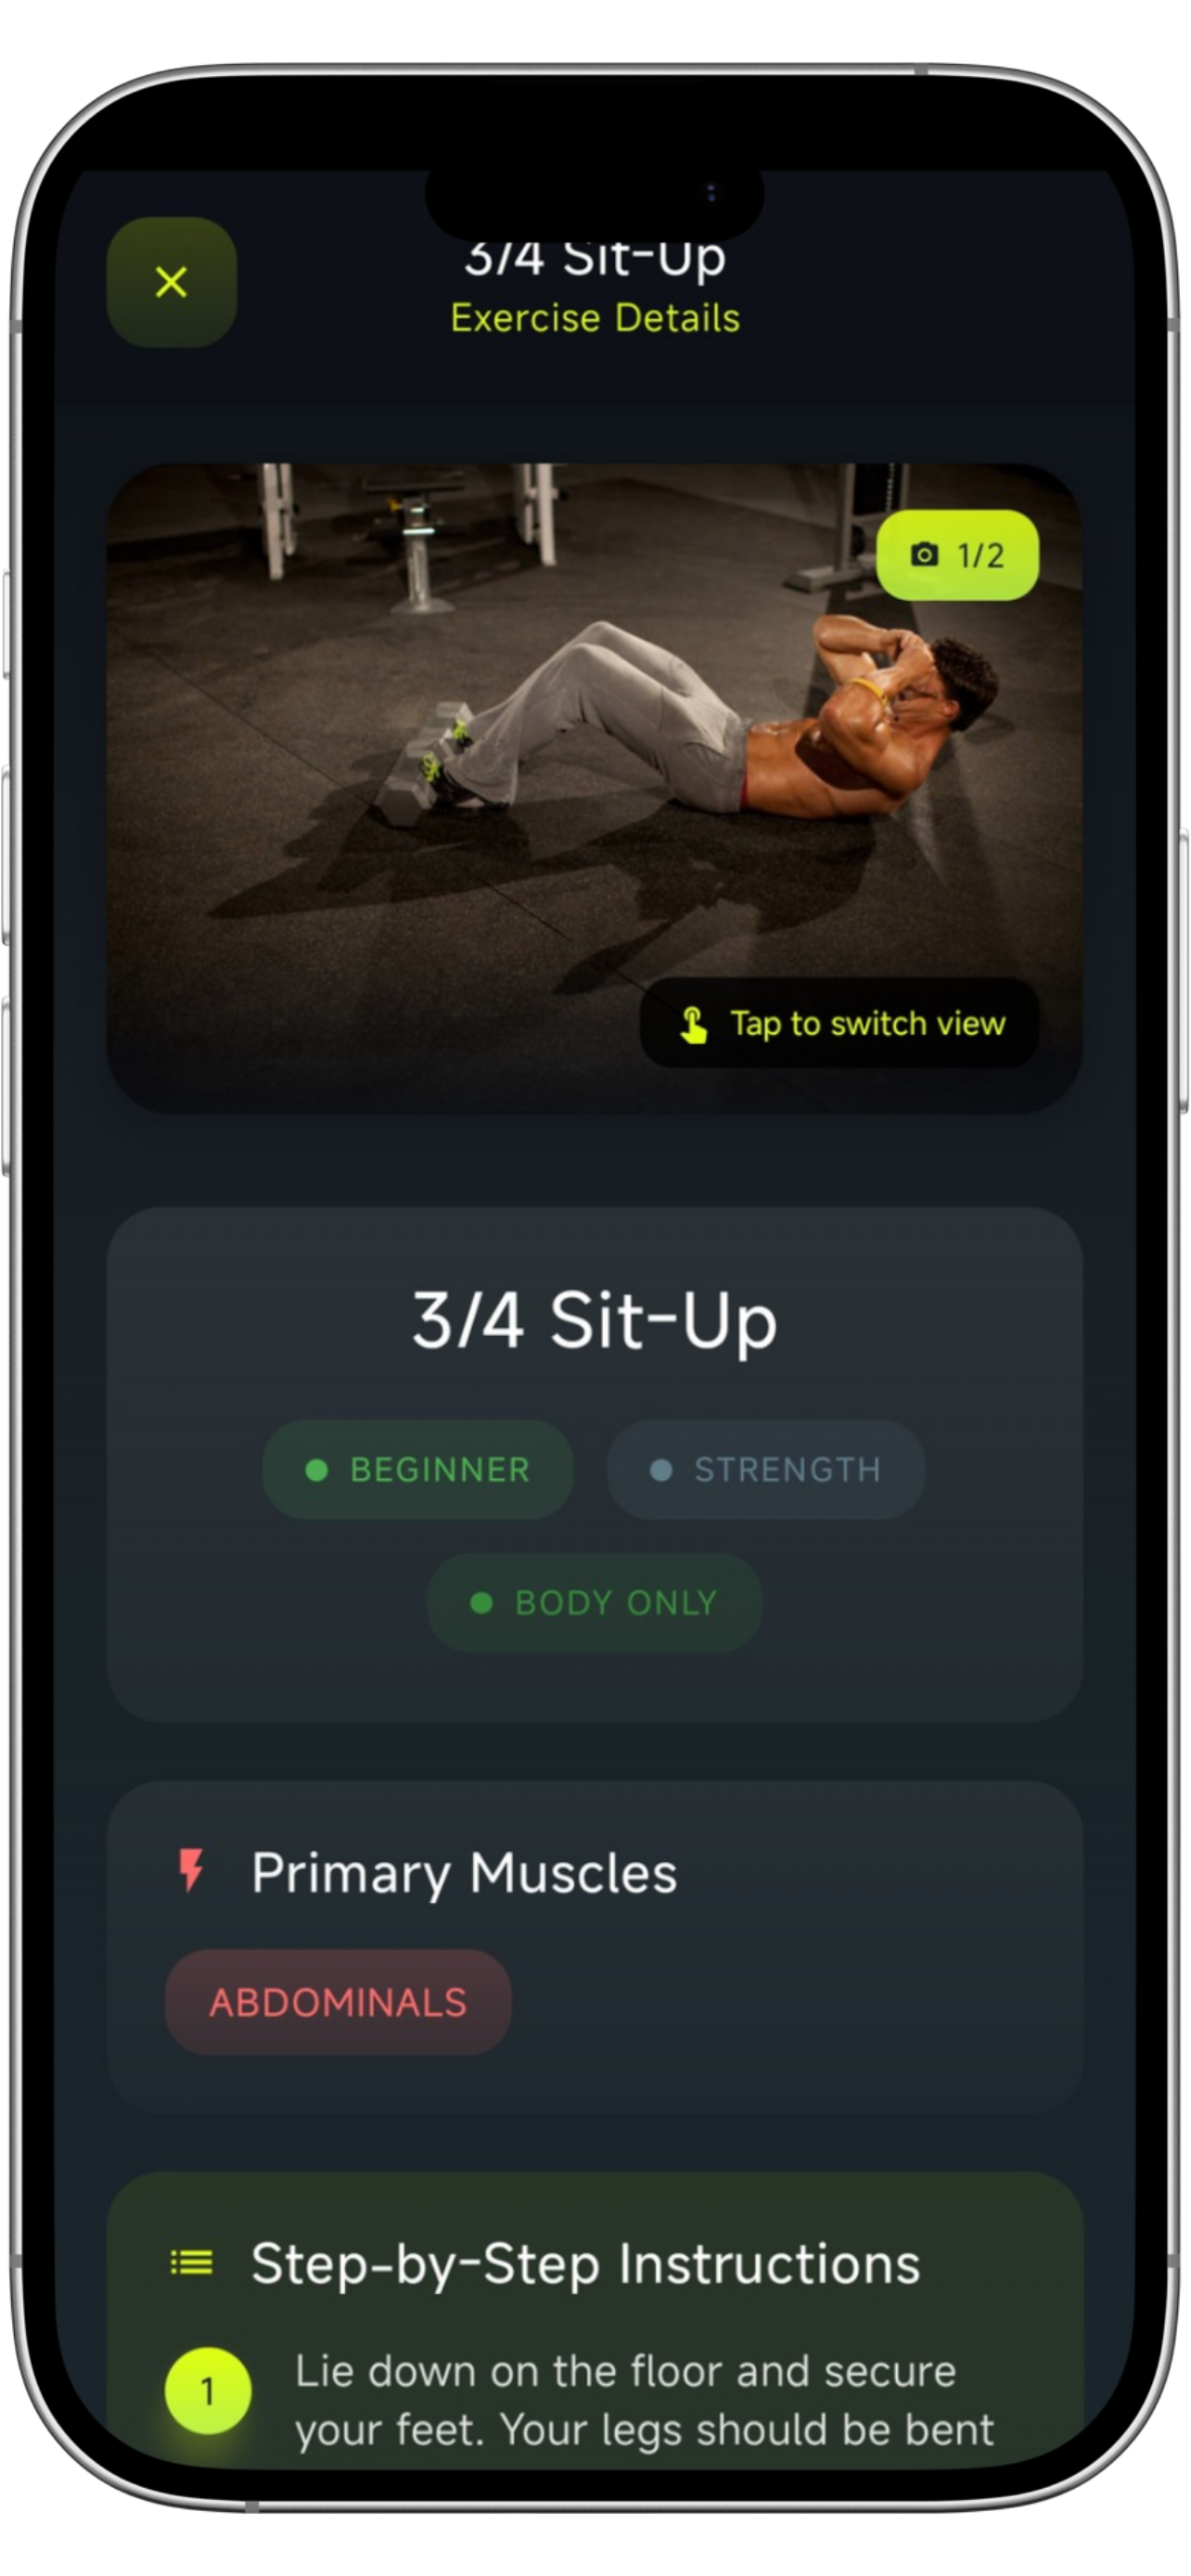 3/4 Sit-Up
Exercise Details
1/2
Tap to switch view
3/4 Sit-Up
BEGINNER
STRENGTH
BODY ONLY
Primary Muscles
ABDOMINALS
Step-by-Step Instructions
1
Lie down on the floor and secure
your feet. Your legs should be bent